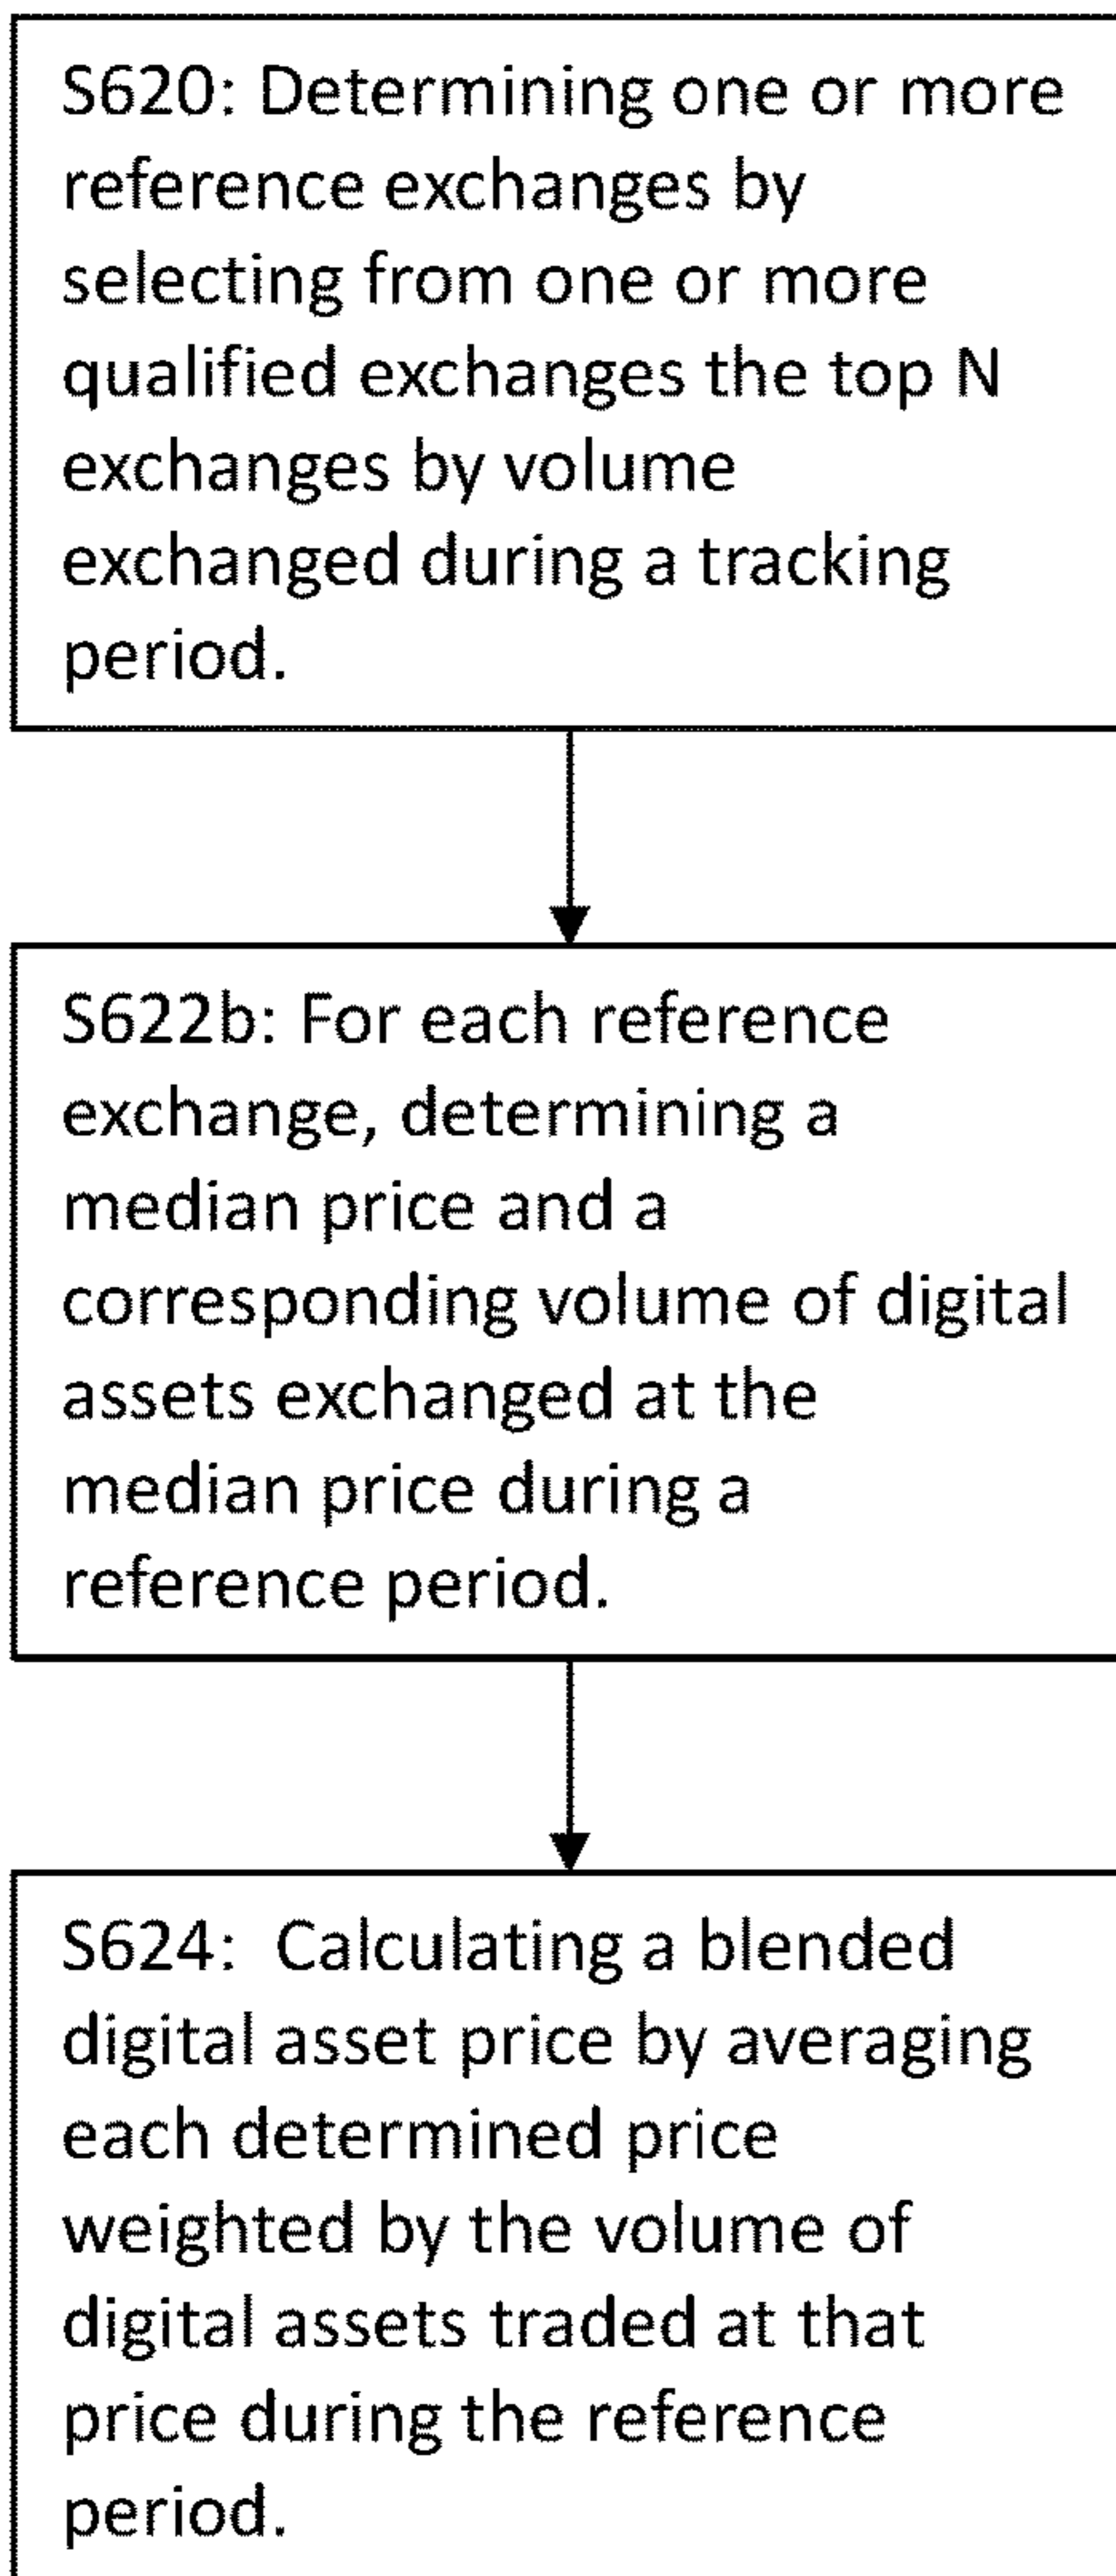 S620: Determining one or more
reference exchanges by
selecting from one or more
qualified exchanges the top N
exchanges by volume
exchanged during a tracking
period.
S622b: For each reference
exchange, determining a
median price and a
corresponding volume of digital
assets exchanged at the
median price during a
reference period.
S624:  Calculating a blended
digital asset price by averaging
each determined price
weighted by the volume of
digital assets traded at that
price during the reference
period.